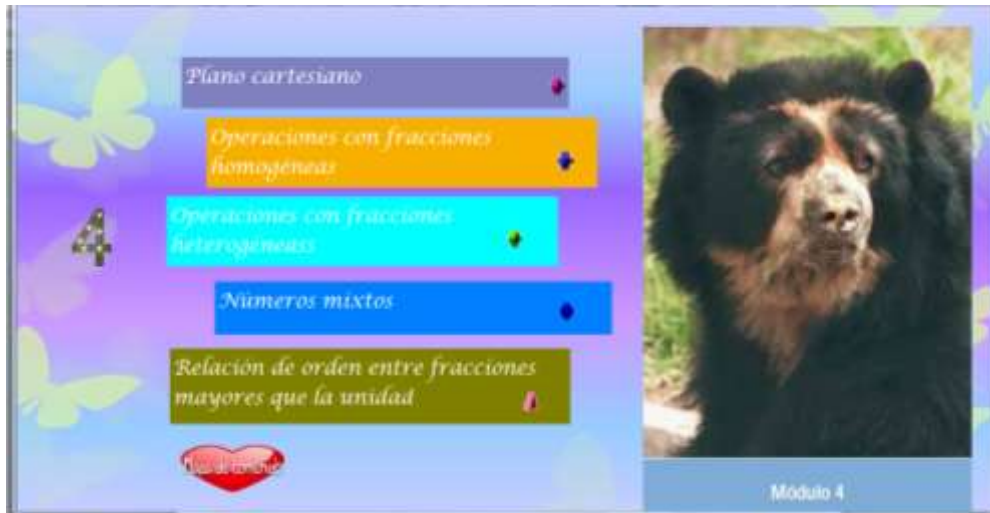 Plano cartesiano
Operaciones con fracciones
homogéneas
4
Operaciones con fracciones
heterogéneass
Números mixtos
Relación de orden entre fracciones
mayores que la unidad
Módulo 4